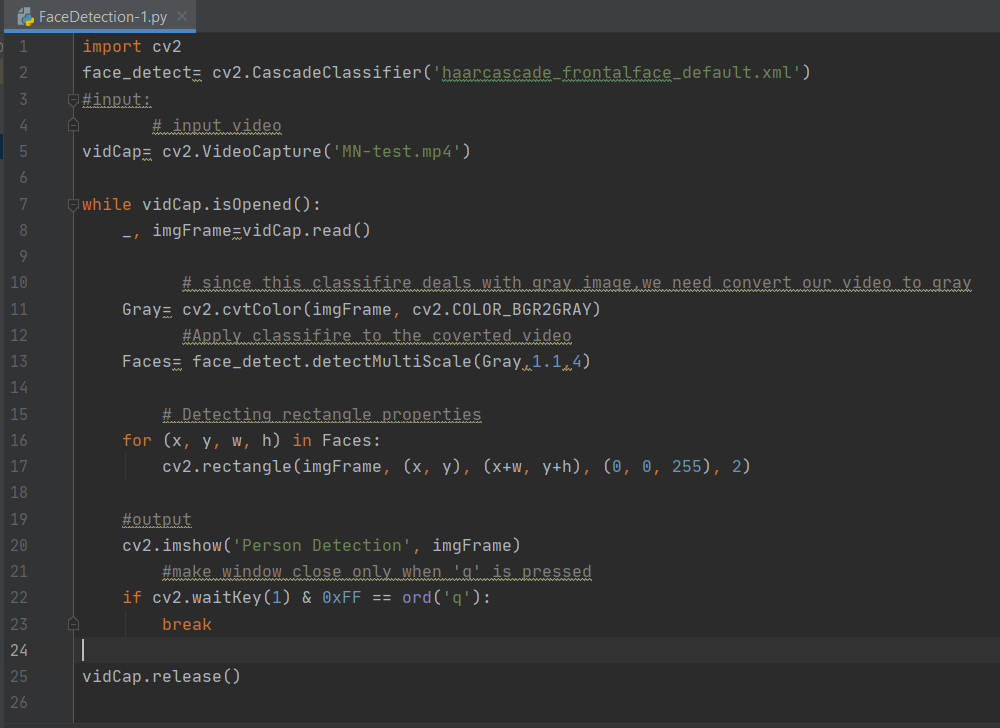 FaceDetection-1.py
1 import cv2
2 face_detect= cv2.CascadeClassifier('haarcascade_frontalface_default.xml')
3 #input:
4 # input video
5 vidCap= cv2.VideoCapture('MN-test.mp4')
6
7 while vidCap.isOpened():
8 _, imgFrame=vidCap.read()
9
10 # since this classifire deals with gray image,we need convert our video to gray
11 Gray= cv2.cvtColor(imgFrame, cv2.COLOR_BGR2GRAY)
12 #Apply classifire to the coverted video
13 Faces= face_detect.detectMultiScale(Gray,1.1,4)
14
15 # Detecting rectangle properties
16 for (x, y, w, h) in Faces:
17 cv2.rectangle(imgFrame, (x, y), (x+w, y+h), (0, 0, 255), 2)
18
19 #output
20 cv2.imshow('Person Detection', imgFrame)
21 #make window close only when 'q' is pressed
22 if cv2.waitKey(1) & 0xFF == ord('q'):
23 break
24
25 vidCap.release()
26